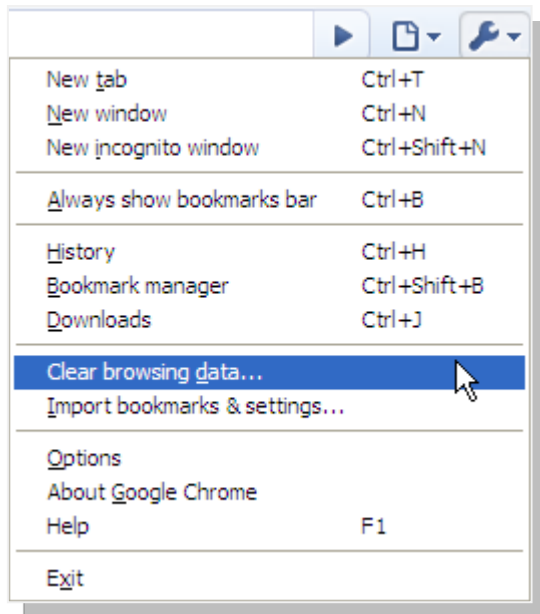 New tab Ctrl+T
New window Ctrl+N
New incognito window Ctrl+Shift+N
Always show bookmarks bar Ctrl+B
History Ctrl+H
Bookmark manager Ctrl+Shift+B
Downloads Ctrl+J
Clear browsing data...
Import bookmarks & settings...
Options
About Google Chrome
Help F1
Exit